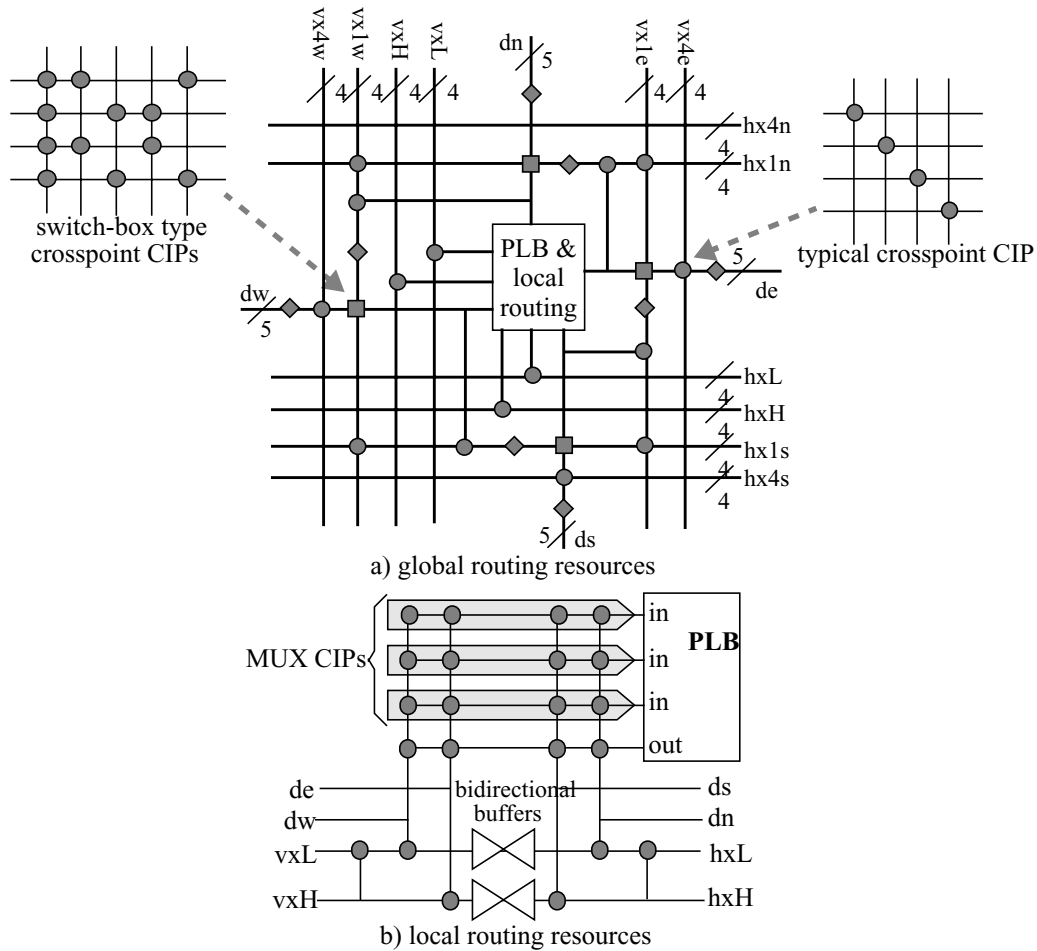 vx4w
vx1w
vxH
vxL
dn
vx1e
vx4e
5
4
4
4
4
4
4
hx4n
4
hx1n
4
switch-box type
crosspoint CIPs
PLB &
local
routing
typical crosspoint CIP
dw
5
5
de
hxL
4
hxH
4
hx1s
4
hx4s
4
5
ds
a) global routing resources
MUX CIPs
in
PLB
in
in
out
de
bidirectional
ds
dw
buffers
dn
vxL
hxL
vxH
hxH
b) local routing resources